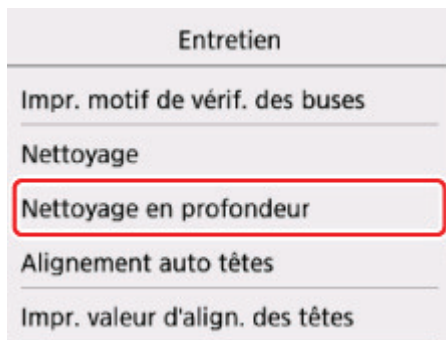 Entretien
Impr. motif de vérif. des buses
Nettoyage
Nettoyage en profondeur
Alignement auto têtes
Impr. valeur d'align. des têtes